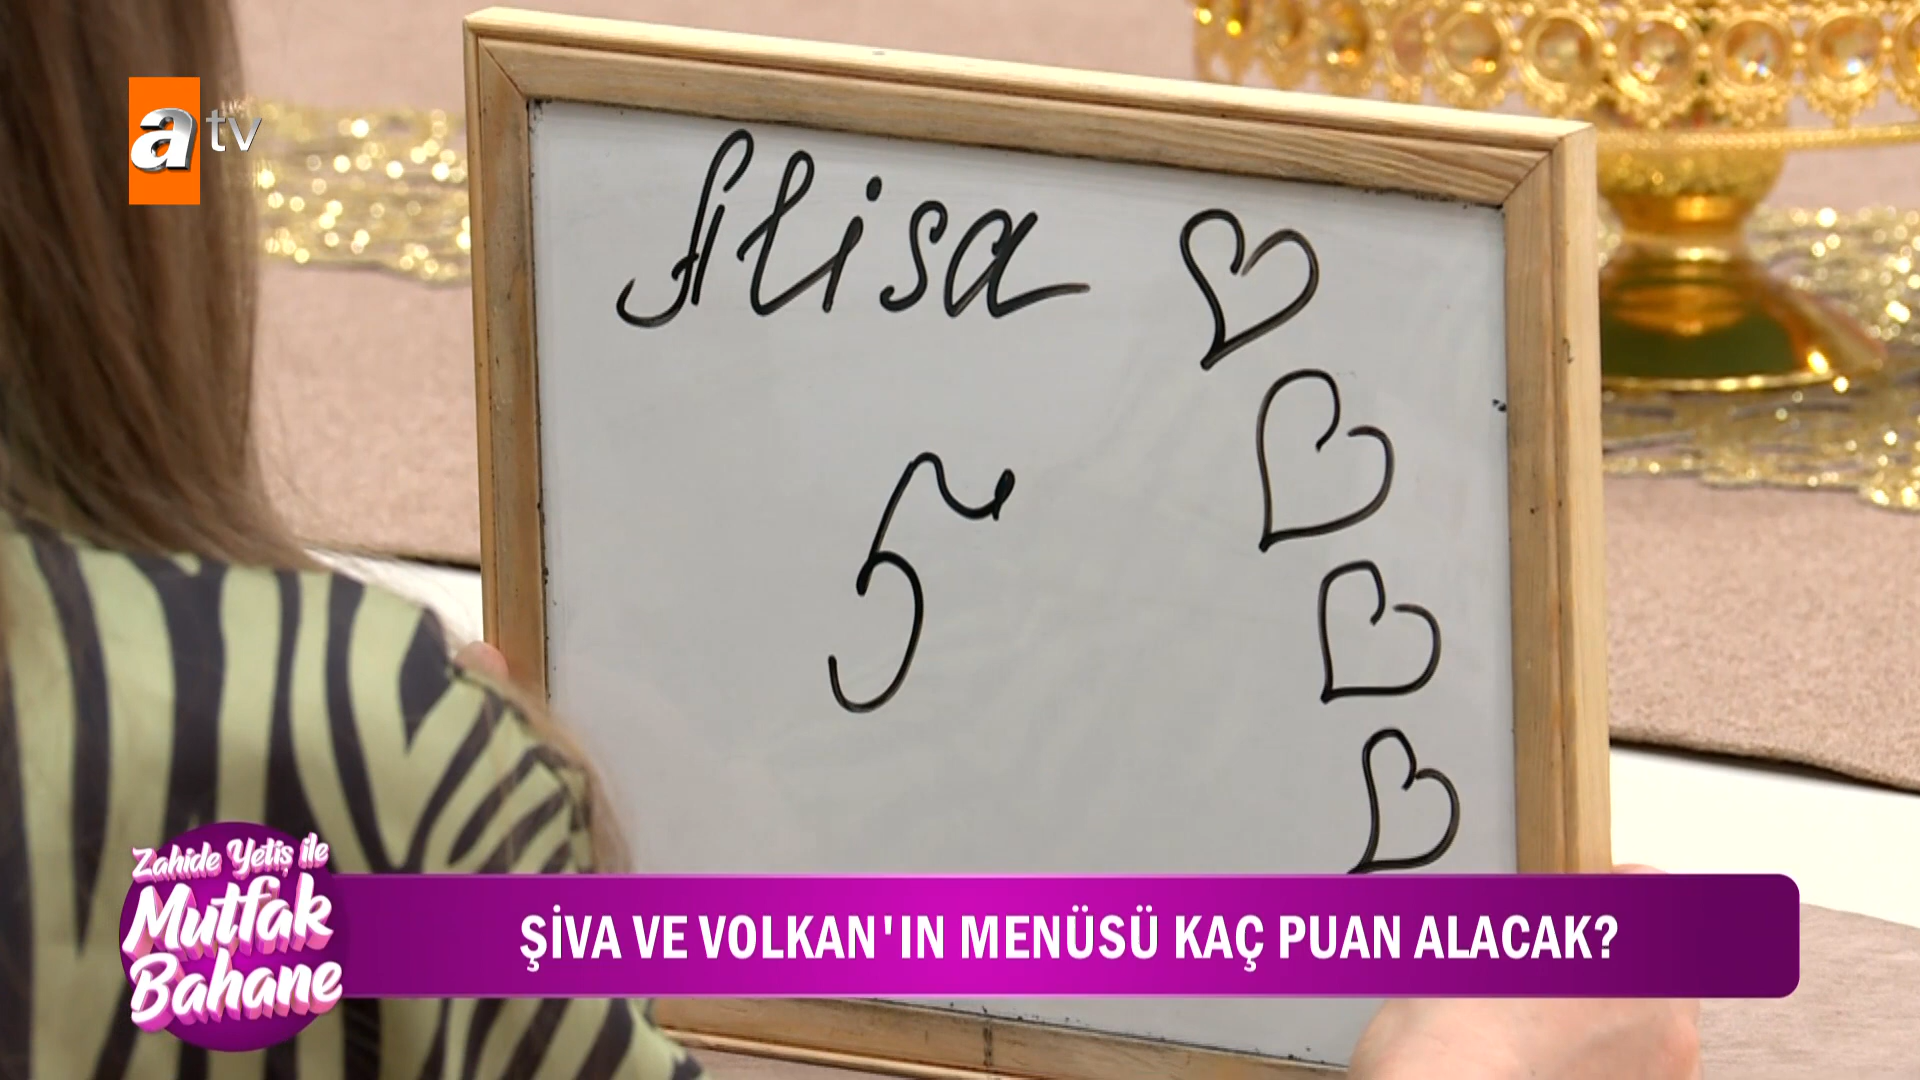 atv
Alisa
5
Zahide Yetiş ile
Mutfak
Bahane
ŞİVA VE VOLKAN'IN MENÜSÜ KAÇ PUAN ALACAK?